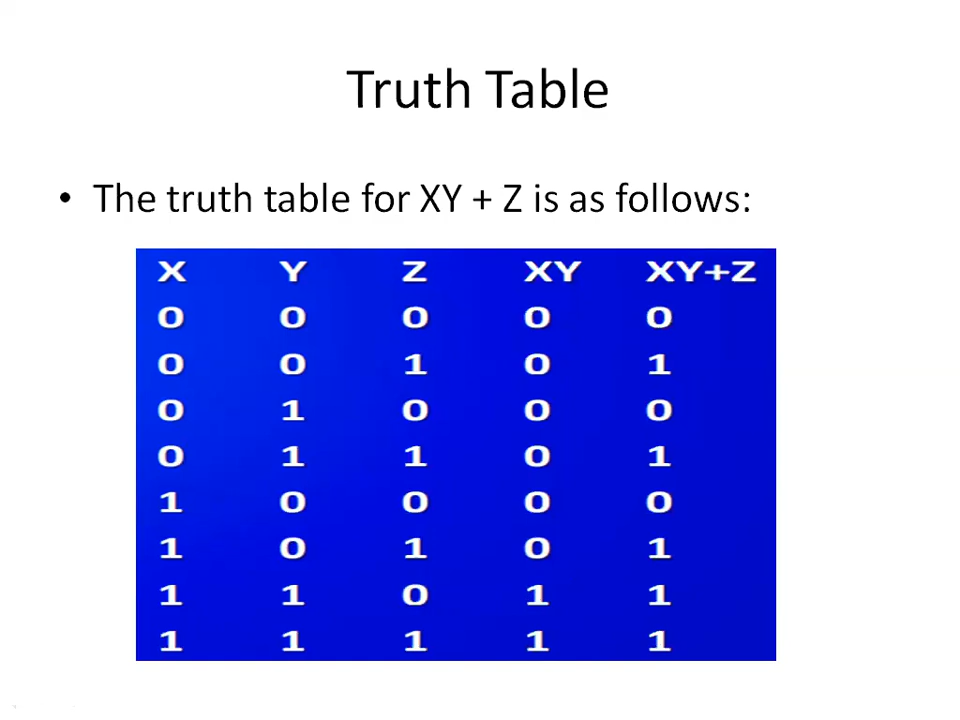 Truth Table
• The truth table for XY + Z is as follows:
X Y Z XY XY+Z
0 0 0 0 0
0 0 1 0 1
0 1 0 0 0
0 1 1 0 1
1 0 0 0 0
1 0 1 0 1
1 1 0 1 1
1 1 1 1 1